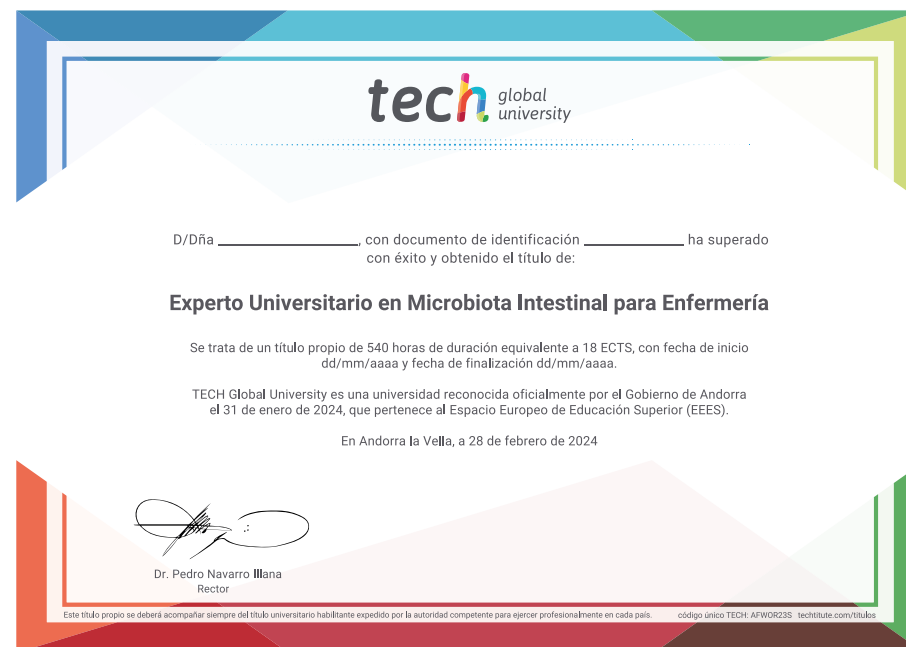 tech global
university
D/Dña ____________________, con documento de identificación ______________ ha superado
con éxito y obtenido el título de:
Experto Universitario en Microbiota Intestinal para Enfermería
Se trata de un título propio de 540 horas de duración equivalente a 18 ECTS, con fecha de inicio
dd/mm/aaaa y fecha de finalización dd/mm/aaaa.
TECH Global University es una universidad reconocida oficialmente por el Gobierno de Andorra
el 31 de enero de 2024, que pertenece al Espacio Europeo de Educación Superior (EEES).
En Andorra la Vella, a 28 de febrero de 2024
Dr. Pedro Navarro Illana
Rector
Este título propio se deberá acompañar siempre del título universitario habilitante expedido por la autoridad competente para ejercer profesionalmente en cada país. código único TECH: AFWOR23S techtitute.com/titulos